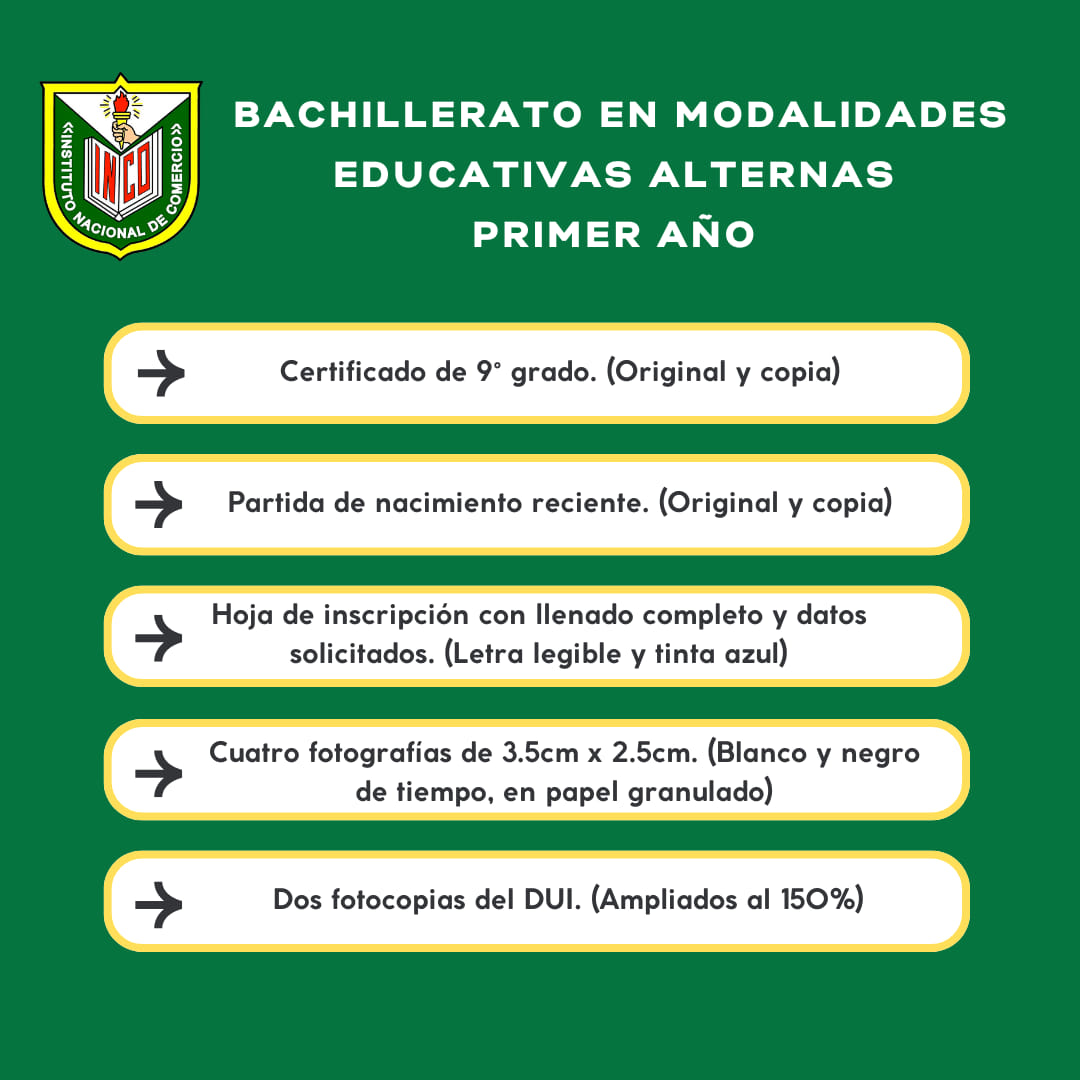 «INSTITUTO NACIONAL DE COMERCIO»
INCO
BACHILLERATO EN MODALIDADES
EDUCATIVAS ALTERNAS
PRIMER AÑO
Certificado de 9° grado. (Original y copia)
Partida de nacimiento reciente. (Original y copia)
Hoja de inscripción con llenado completo y datos
solicitados. (Letra legible y tinta azul)
Cuatro fotografías de 3.5cm x 2.5cm. (Blanco y negro
de tiempo, en papel granulado)
Dos fotocopias del DUI. (Ampliados al 150%)